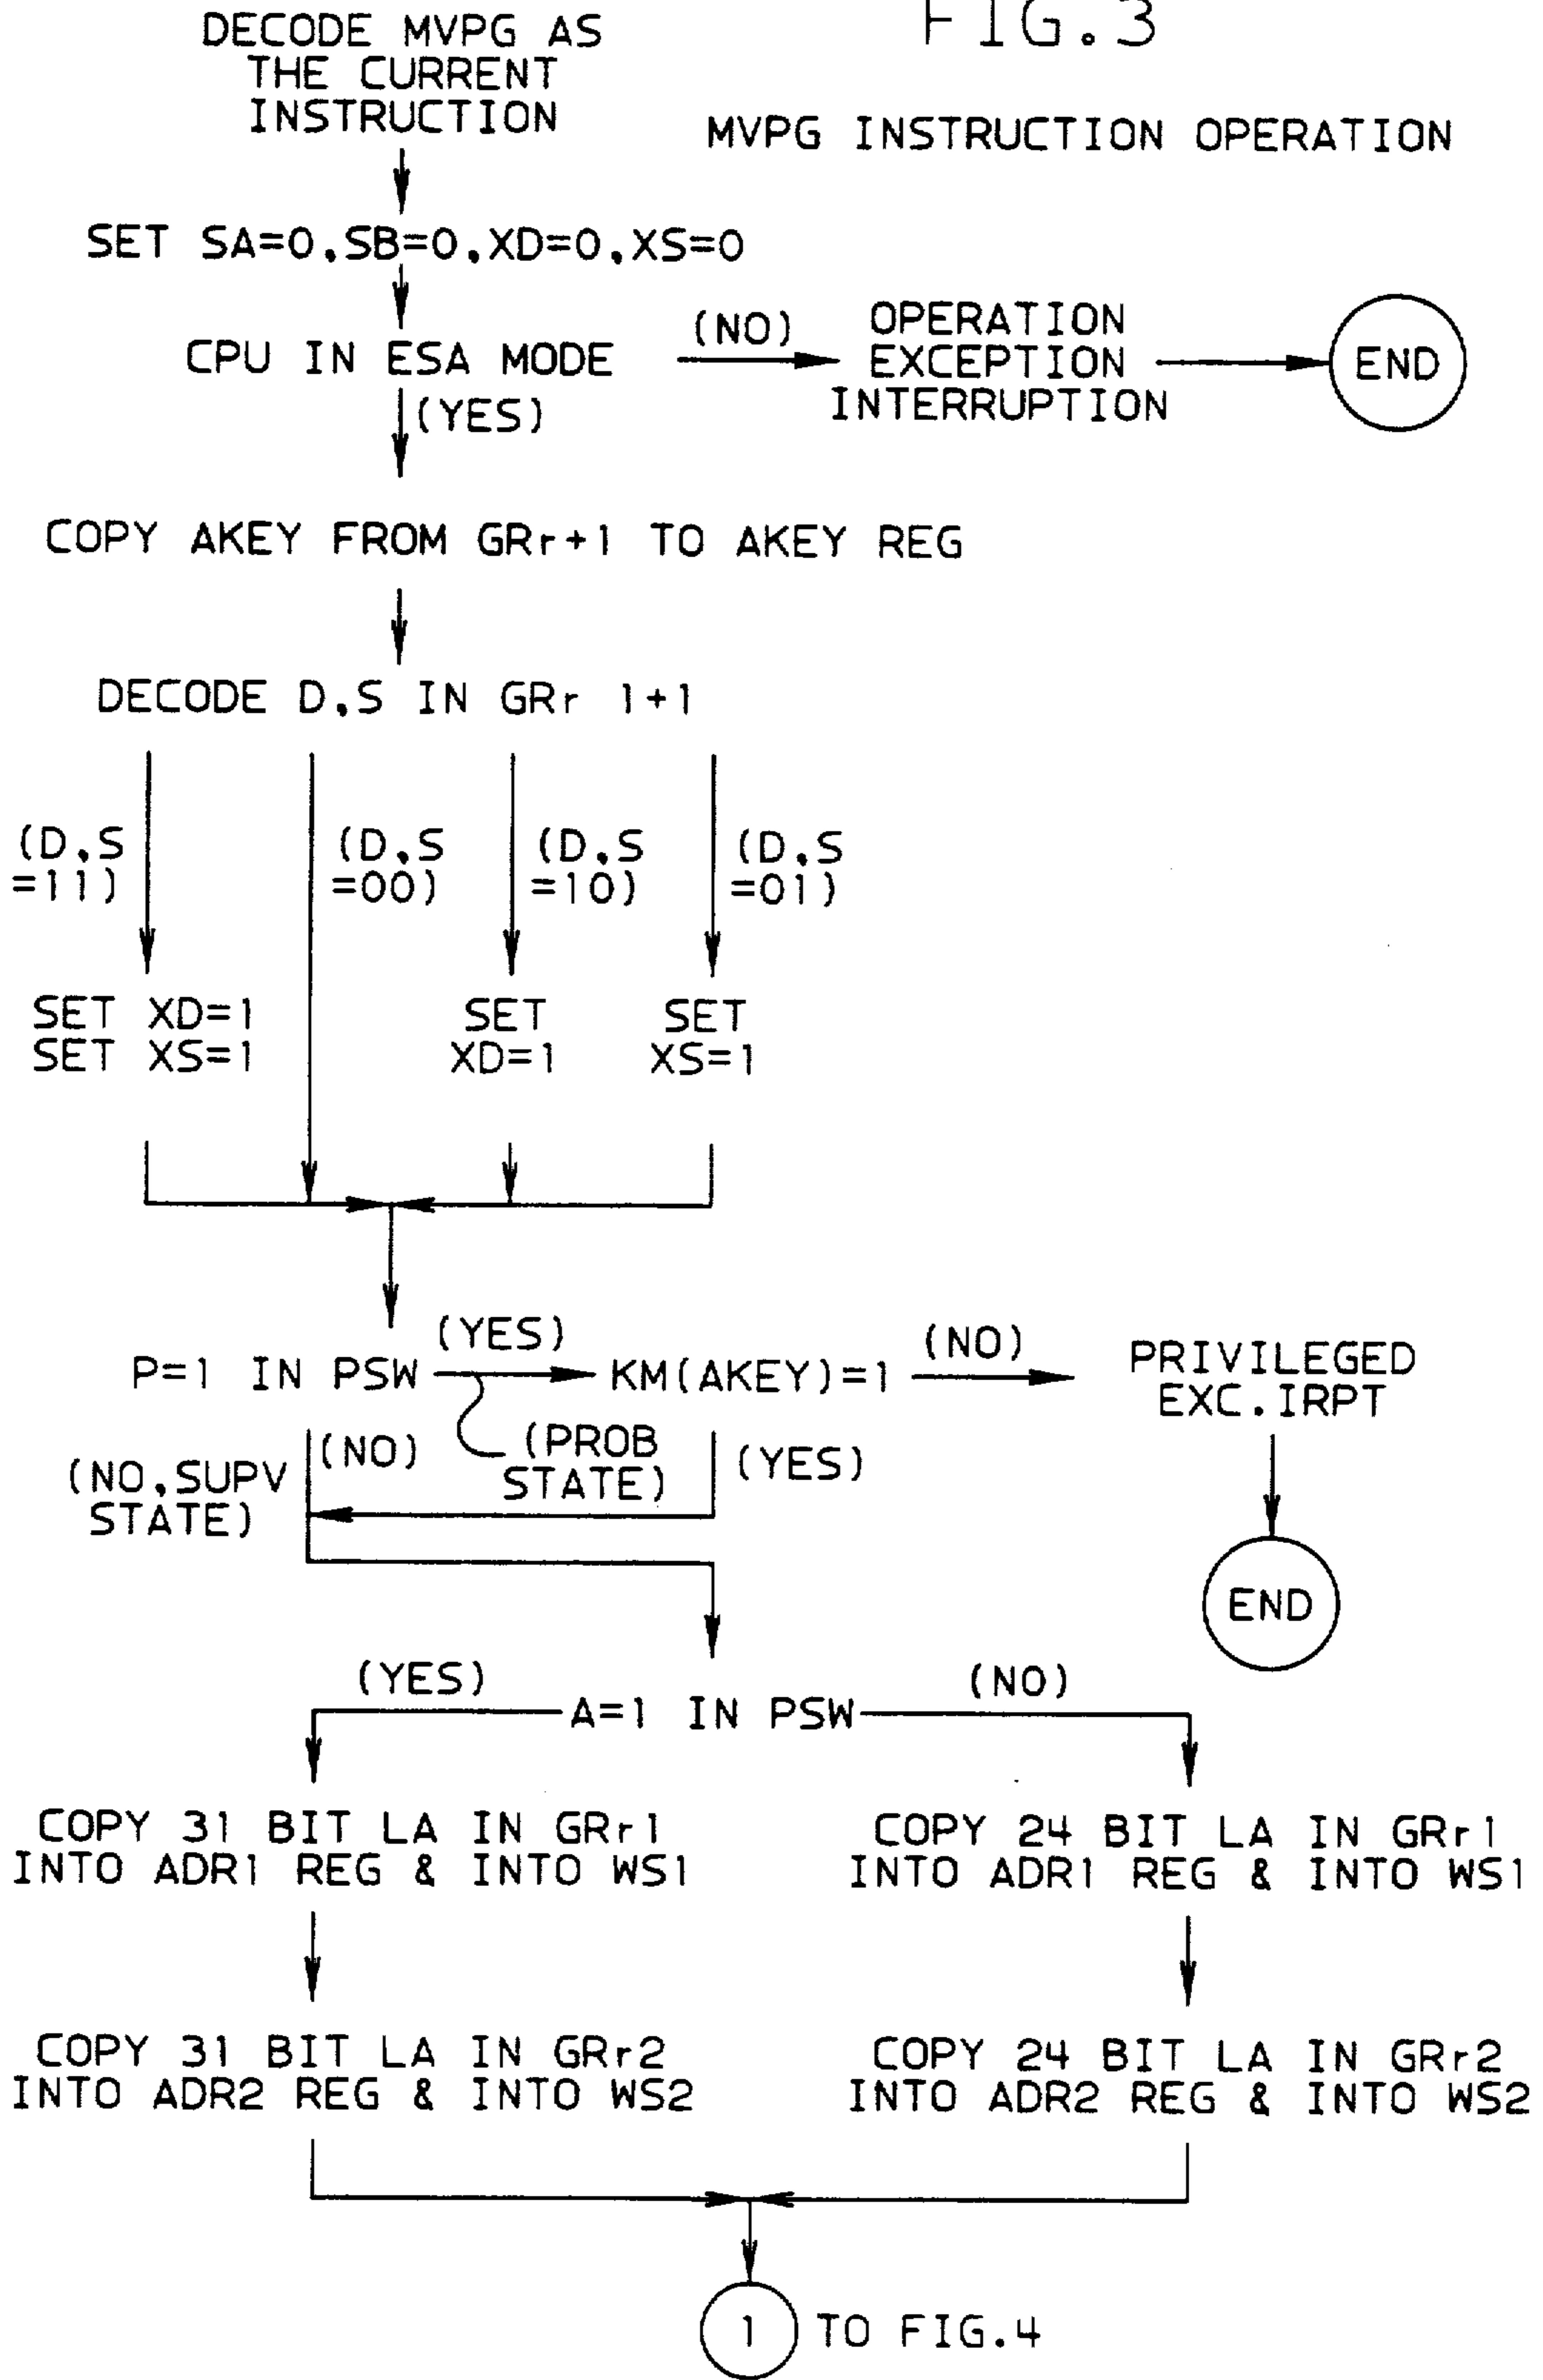 FIG.3
DECODE MVPG AS
THE CURRENT
INSTRUCTION
MVPG INSTRUCTION OPERATION
SET SA=0,SB=0,XD=0,XS=0
CPU IN ESA MODE
(NO)
OPERATION
EXCEPTION
INTERRUPTION
END
(YES)
COPY AKEY FROM GRr+1 TO AKEY REG
DECODE D,S IN GRr 1+1
(D,S
=11)
(D,S
=00)
(D,S
=10)
(D,S
=01)
SET XD=1
SET XS=1
SET
XD=1
SET
XS=1
P=1 IN PSW
(YES)
KM(AKEY)=1
(NO)
PRIVILEGED
EXC.IRPT
(NO)
(PROB
STATE)
(YES)
(NO,SUPV
STATE)
END
(YES)
A=1 IN PSW
(NO)
COPY 31 BIT LA IN GRr1
INTO ADR1 REG & INTO WS1
COPY 24 BIT LA IN GRr1
INTO ADR1 REG & INTO WS1
COPY 31 BIT LA IN GRr2
INTO ADR2 REG & INTO WS2
COPY 24 BIT LA IN GRr2
INTO ADR2 REG & INTO WS2
1 TO FIG.4